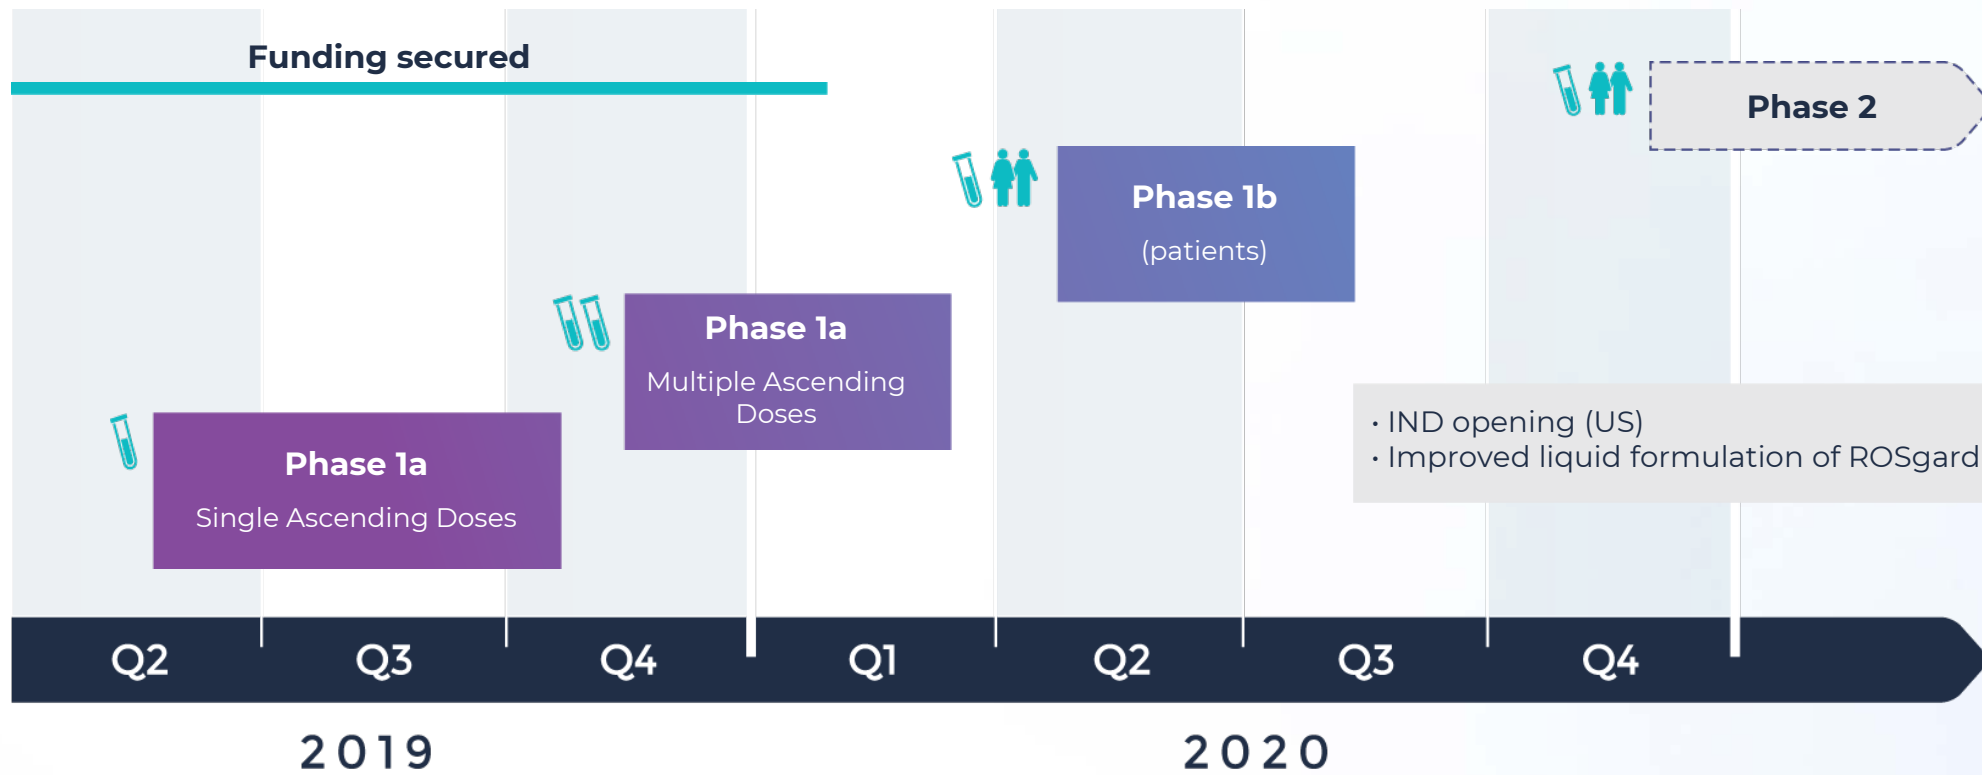 Funding secured
Phase 2
Phase 1b
(patients)
Phase 1a
Multiple Ascending
Doses
Phase 1a
Single Ascending Doses
• IND opening (US)
• Improved liquid formulation of ROSgard
Q2 Q3 Q4 Q1 Q2 Q3 Q4
2019 2020